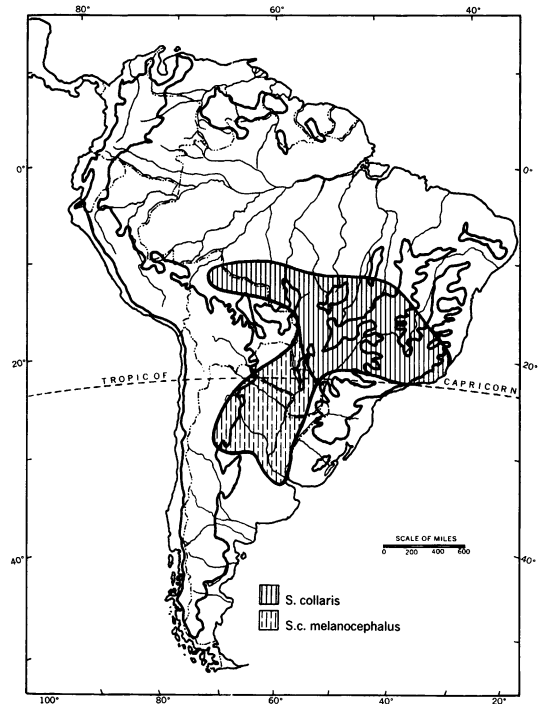 80° 60° 40°
0° 0°
20° 20°
TROPIC OF CAPRICORN
SCALE OF MILES
0 200 400 600
40° 40°
S. collaris
S.c. melanocephalus
100° 80° 60° 40° 20°